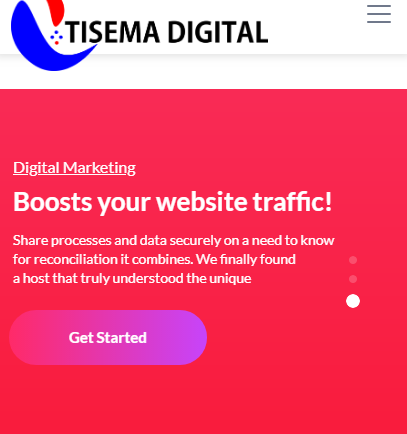 TISEMA DIGITAL
Digital Marketing
Boosts your website traffic!
Share processes and data securely on a need to know
for reconciliation it combines. We finally found
a host that truly understood the unique
Get Started